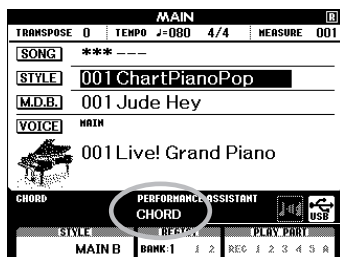 MAIN R
TRANSPOSE 0 TEMPO ♩=080 4/4 MEASURE 001
SONG *** ---
STYLE 001 ChartPianoPop
M.D.B. 001 Jude Hey
VOICE MAIN
001 Live! Grand Piano
CHORD PERFORMANCE ASSISTANT
CHORD USB
STYLE REGIST PLAY PART
MAIN B BANK:1 1 2 REC 1 2 3 4 5 A